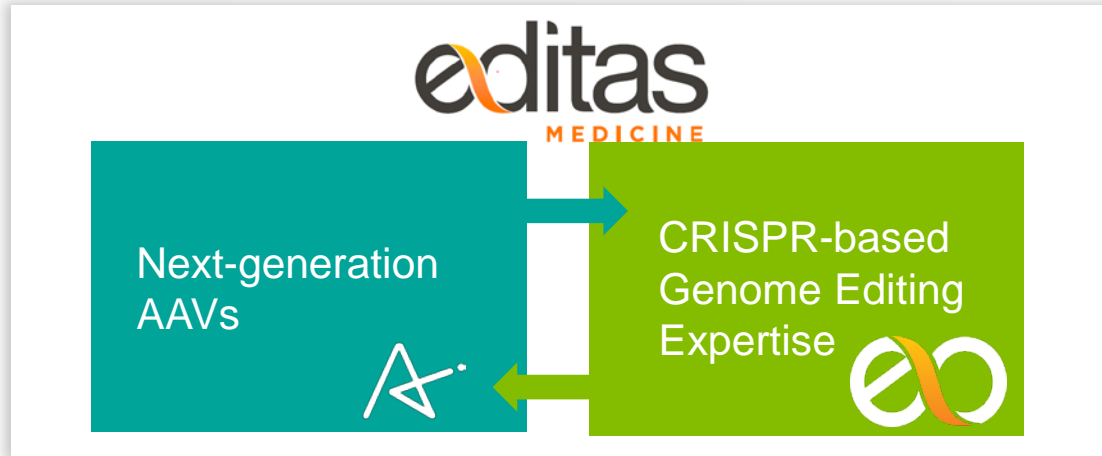 editas
MEDICINE
Next-generation
AAVs
CRISPR-based
Genome Editing
Expertise